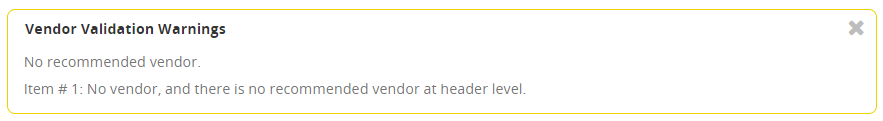 Vendor Validation Warnings
No recommended vendor.
Item # 1: No vendor, and there is no recommended vendor at header level.